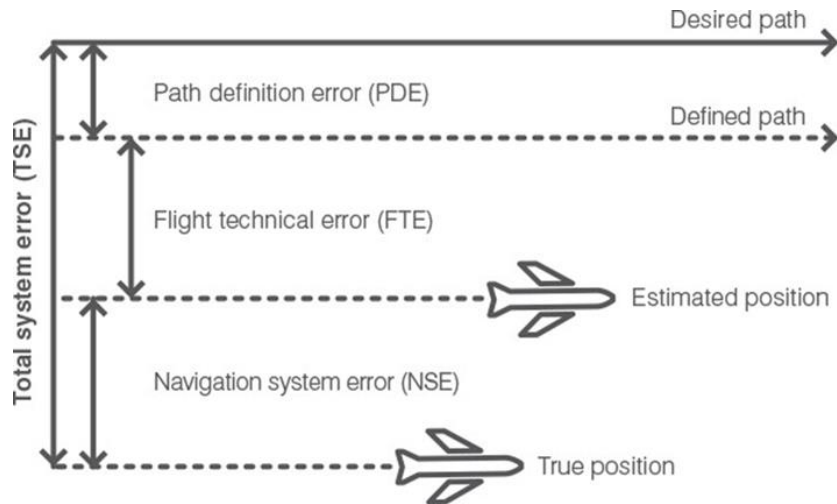 Desired path
Path definition error (PDE)
Defined path
Total system error (TSE)
Flight technical error (FTE)
Estimated position
Navigation system error (NSE)
True position